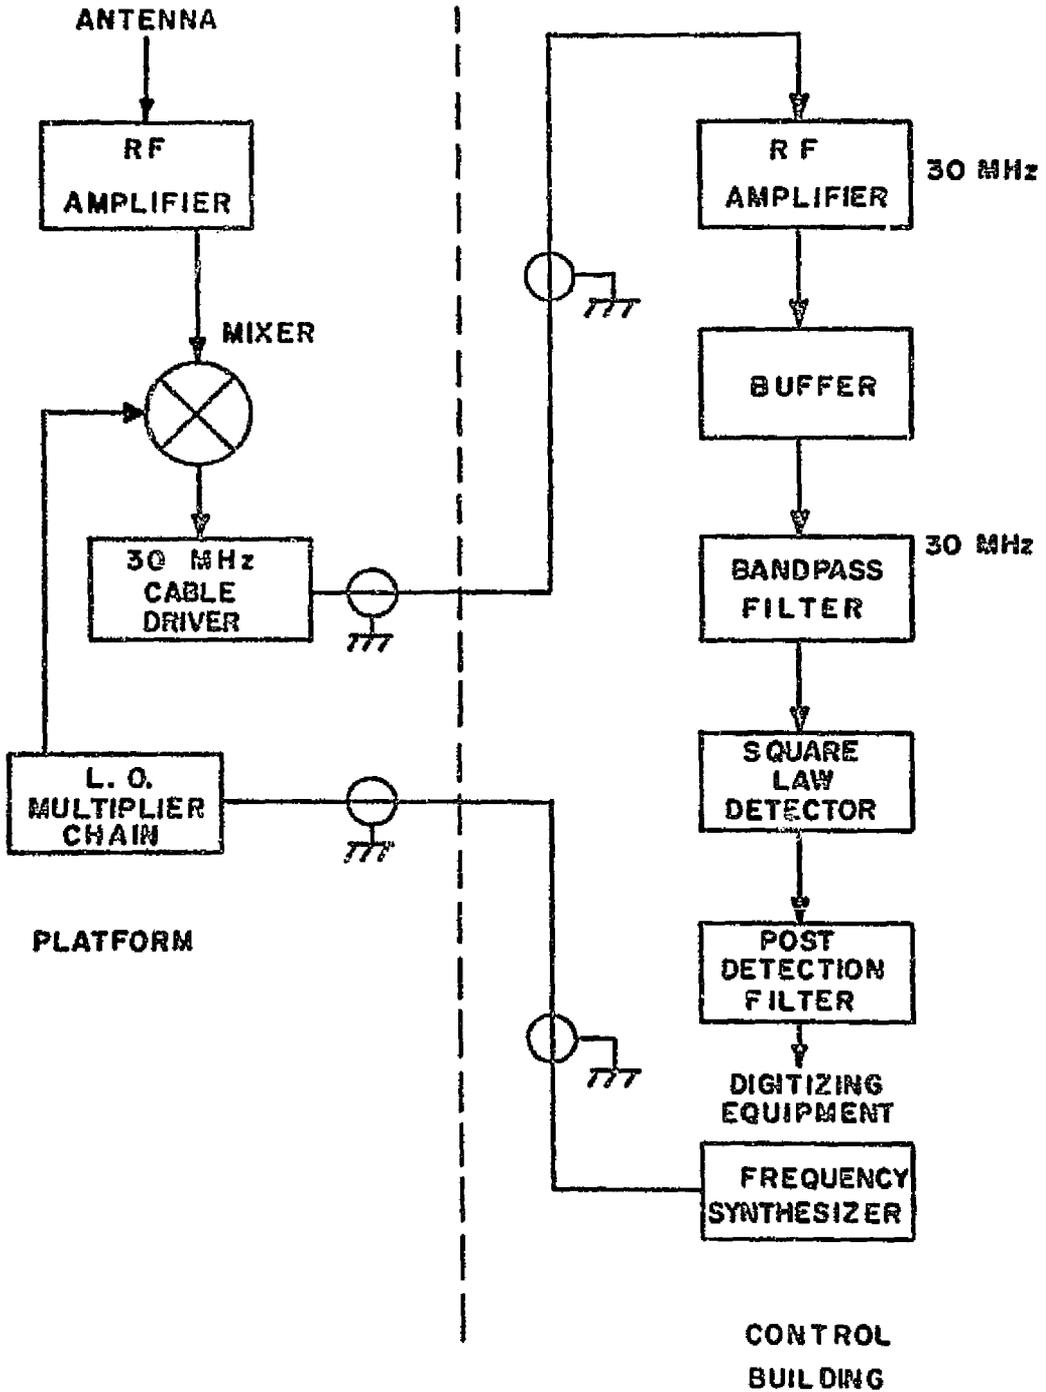 ANTENNA
RF
AMPLIFIER
MIXER
30 MHz
CABLE
DRIVER
L. O.
MULTIPLIER
CHAIN
PLATFORM
RF
AMPLIFIER
30 MHz
BUFFER
30 MHz
BANDPASS
FILTER
SQUARE
LAW
DETECTOR
POST
DETECTION
FILTER
DIGITIZING
EQUIPMENT
FREQUENCY
SYNTHESIZER
CONTROL
BUILDING